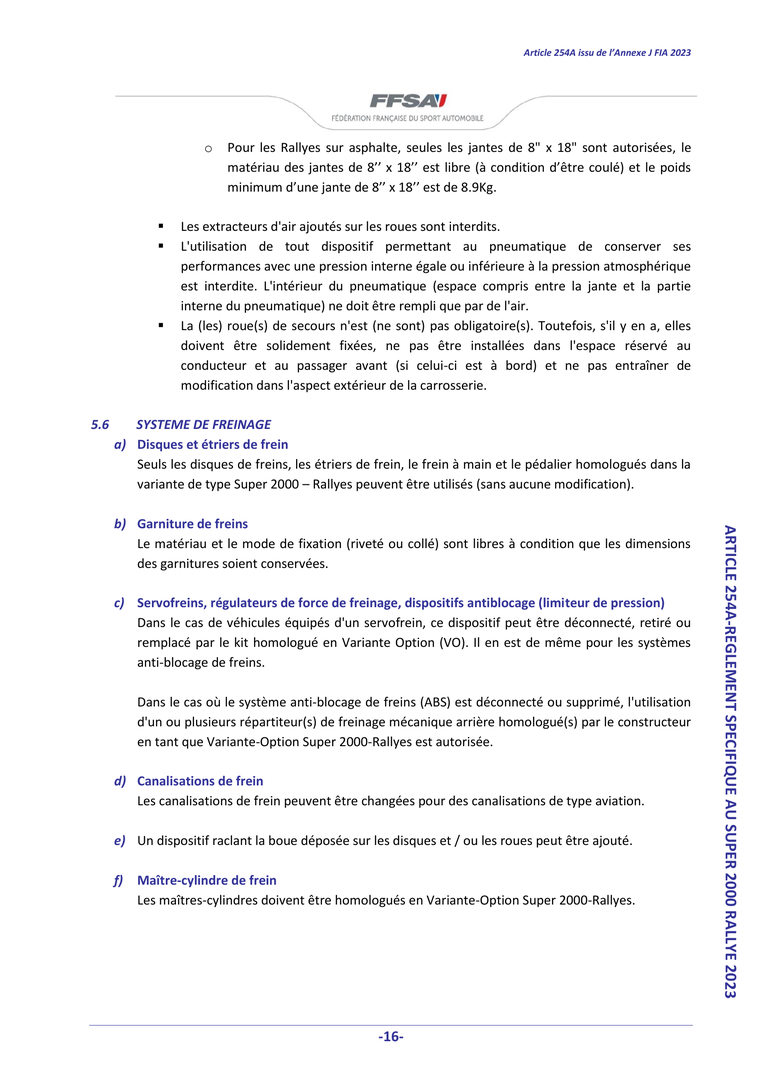 Article 254A issu de l'Annexe J FIA 2023
FFSA
FÉDÉRATION FRANÇAISE DU SPORT AUTOMOBILE
o Pour les Rallyes sur asphalte, seules les jantes de 8" x 18" sont autorisées, le
matériau des jantes de 8’’ x 18’’ est libre (à condition d’être coulé) et le poids
minimum d’une jante de 8’’ x 18’’ est de 8.9Kg.
▪ Les extracteurs d'air ajoutés sur les roues sont interdits.
▪ L'utilisation de tout dispositif permettant au pneumatique de conserver ses
performances avec une pression interne égale ou inférieure à la pression atmosphérique
est interdite. L'intérieur du pneumatique (espace compris entre la jante et la partie
interne du pneumatique) ne doit être rempli que par de l'air.
▪ La (les) roue(s) de secours n'est (ne sont) pas obligatoire(s). Toutefois, s'il y en a, elles
doivent être solidement fixées, ne pas être installées dans l'espace réservé au
conducteur et au passager avant (si celui-ci est à bord) et ne pas entraîner de
modification dans l'aspect extérieur de la carrosserie.
5.6 SYSTEME DE FREINAGE
a) Disques et étriers de frein
Seuls les disques de freins, les étriers de frein, le frein à main et le pédalier homologués dans la
variante de type Super 2000 – Rallyes peuvent être utilisés (sans aucune modification).
b) Garniture de freins
Le matériau et le mode de fixation (riveté ou collé) sont libres à condition que les dimensions
des garnitures soient conservées.
c) Servofreins, régulateurs de force de freinage, dispositifs antiblocage (limiteur de pression)
Dans le cas de véhicules équipés d'un servofrein, ce dispositif peut être déconnecté, retiré ou
remplacé par le kit homologué en Variante Option (VO). Il en est de même pour les systèmes
anti-blocage de freins.
Dans le cas où le système anti-blocage de freins (ABS) est déconnecté ou supprimé, l'utilisation
d'un ou plusieurs répartiteur(s) de freinage mécanique arrière homologué(s) par le constructeur
en tant que Variante-Option Super 2000-Rallyes est autorisée.
d) Canalisations de frein
Les canalisations de frein peuvent être changées pour des canalisations de type aviation.
e) Un dispositif raclant la boue déposée sur les disques et / ou les roues peut être ajouté.
f) Maître-cylindre de frein
Les maîtres-cylindres doivent être homologués en Variante-Option Super 2000-Rallyes.
ARTICLE 254A-REGLEMENT SPECIFIQUE AU SUPER 2000 RALLYE 2023
-16-